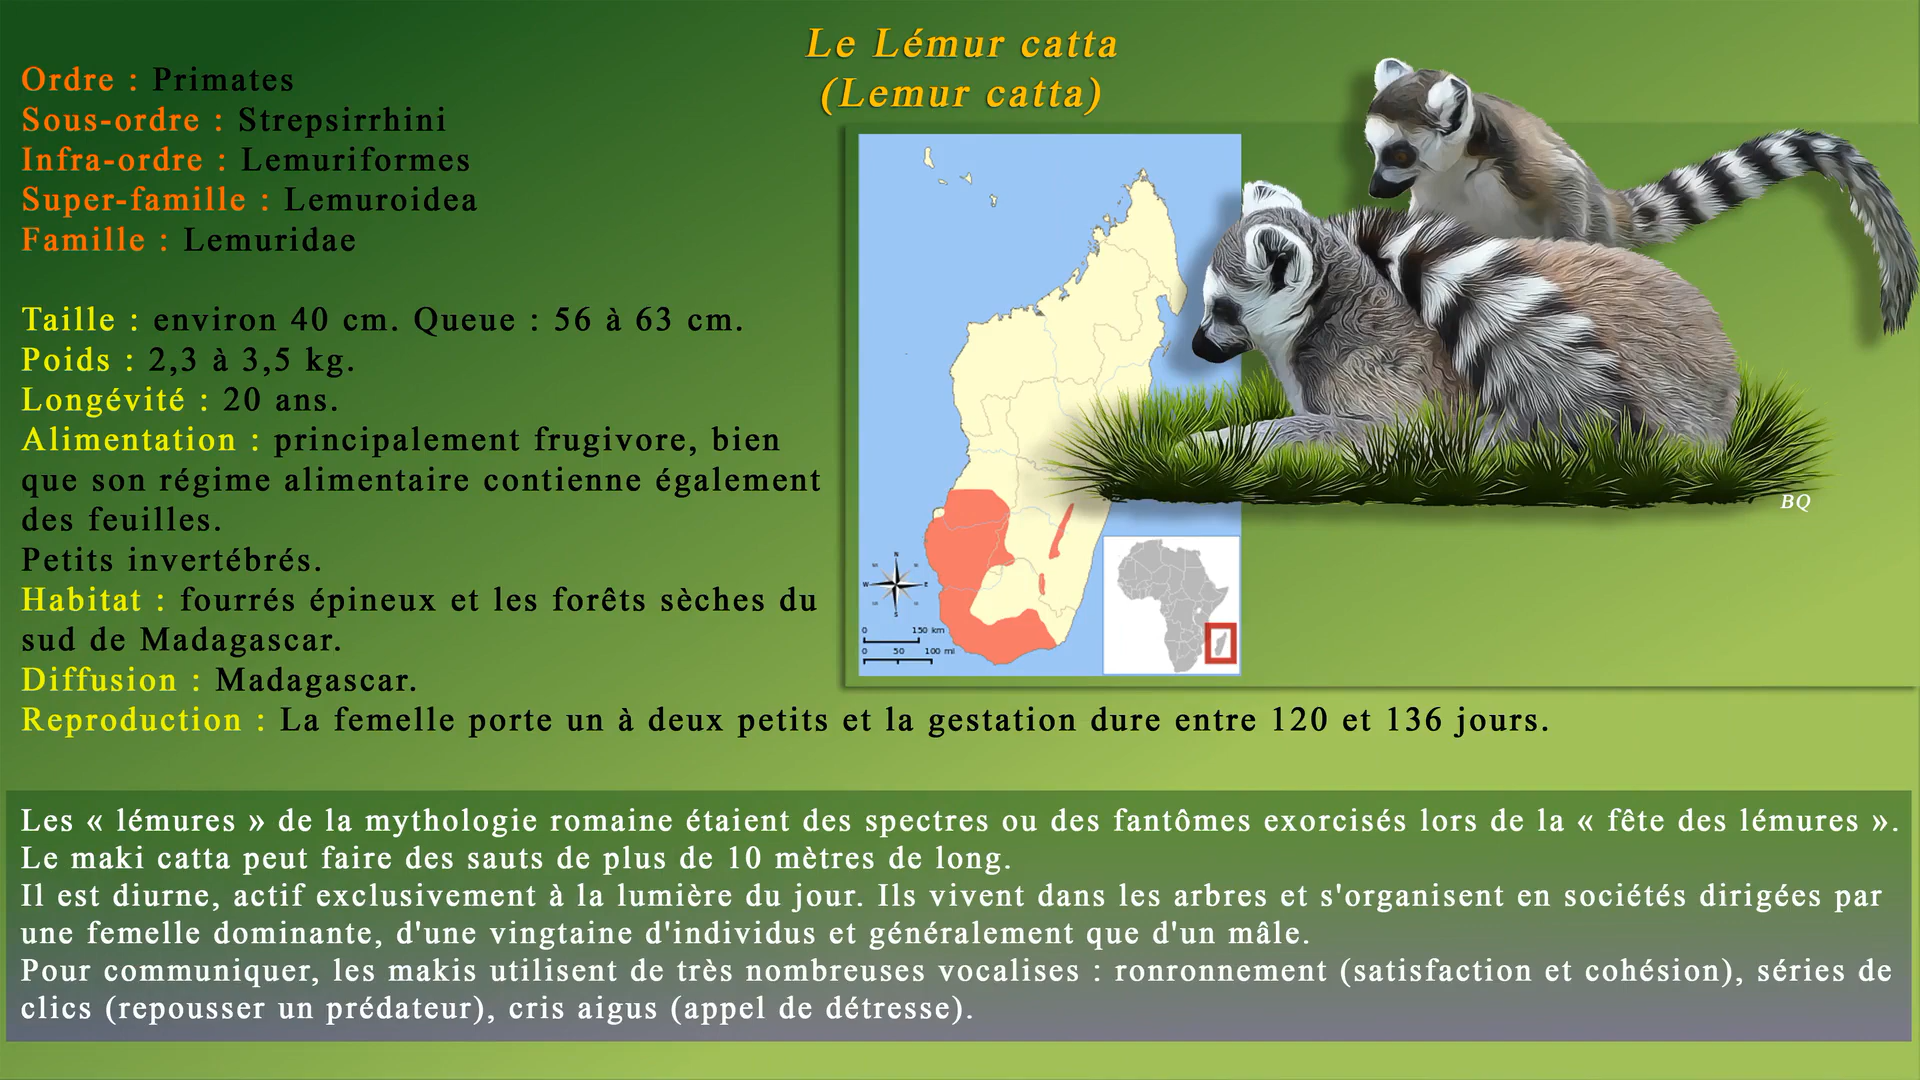 Le Lémur catta
(Lemur catta)
Ordre : Primates
Sous-ordre : Strepsirrhini
Infra-ordre : Lemuriformes
Super-famille : Lemuroidea
Famille : Lemuridae
Taille : environ 40 cm. Queue : 56 à 63 cm.
Poids : 2,3 à 3,5 kg.
Longévité : 20 ans.
Alimentation : principalement frugivore, bien
que son régime alimentaire contienne également
des feuilles.
Petits invertébrés.
Habitat : fourrés épineux et les forêts sèches du
sud de Madagascar.
Diffusion : Madagascar.
Reproduction : La femelle porte un à deux petits et la gestation dure entre 120 et 136 jours.
N
W E
S
0 150 km
0 50 100 mi
BQ
Les « lémures » de la mythologie romaine étaient des spectres ou des fantômes exorcisés lors de la « fête des lémures ».
Le maki catta peut faire des sauts de plus de 10 mètres de long.
Il est diurne, actif exclusivement à la lumière du jour. Ils vivent dans les arbres et s'organisent en sociétés dirigées par
une femelle dominante, d'une vingtaine d'individus et généralement que d'un mâle.
Pour communiquer, les makis utilisent de très nombreuses vocalises : ronronnement (satisfaction et cohésion), séries de
clics (repousser un prédateur), cris aigus (appel de détresse).